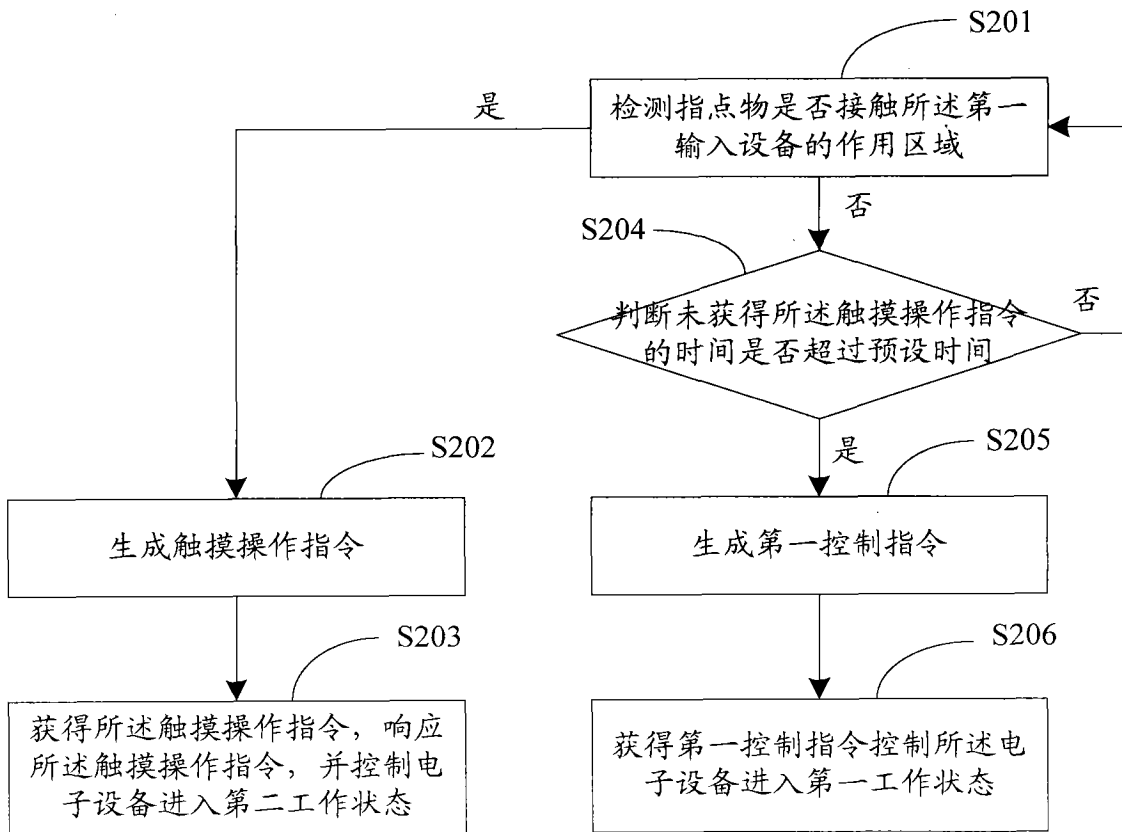 S201
检测指点物是否接触所述第一
输入设备的作用区域
是
否
S204
判断未获得所述触摸操作指令
的时间是否超过预设时间
否
是
S202
生成触摸操作指令
S205
生成第一控制指令
S203
获得所述触摸操作指令，响应
所述触摸操作指令，并控制电
子设备进入第二工作状态
S206
获得第一控制指令控制所述电
子设备进入第一工作状态